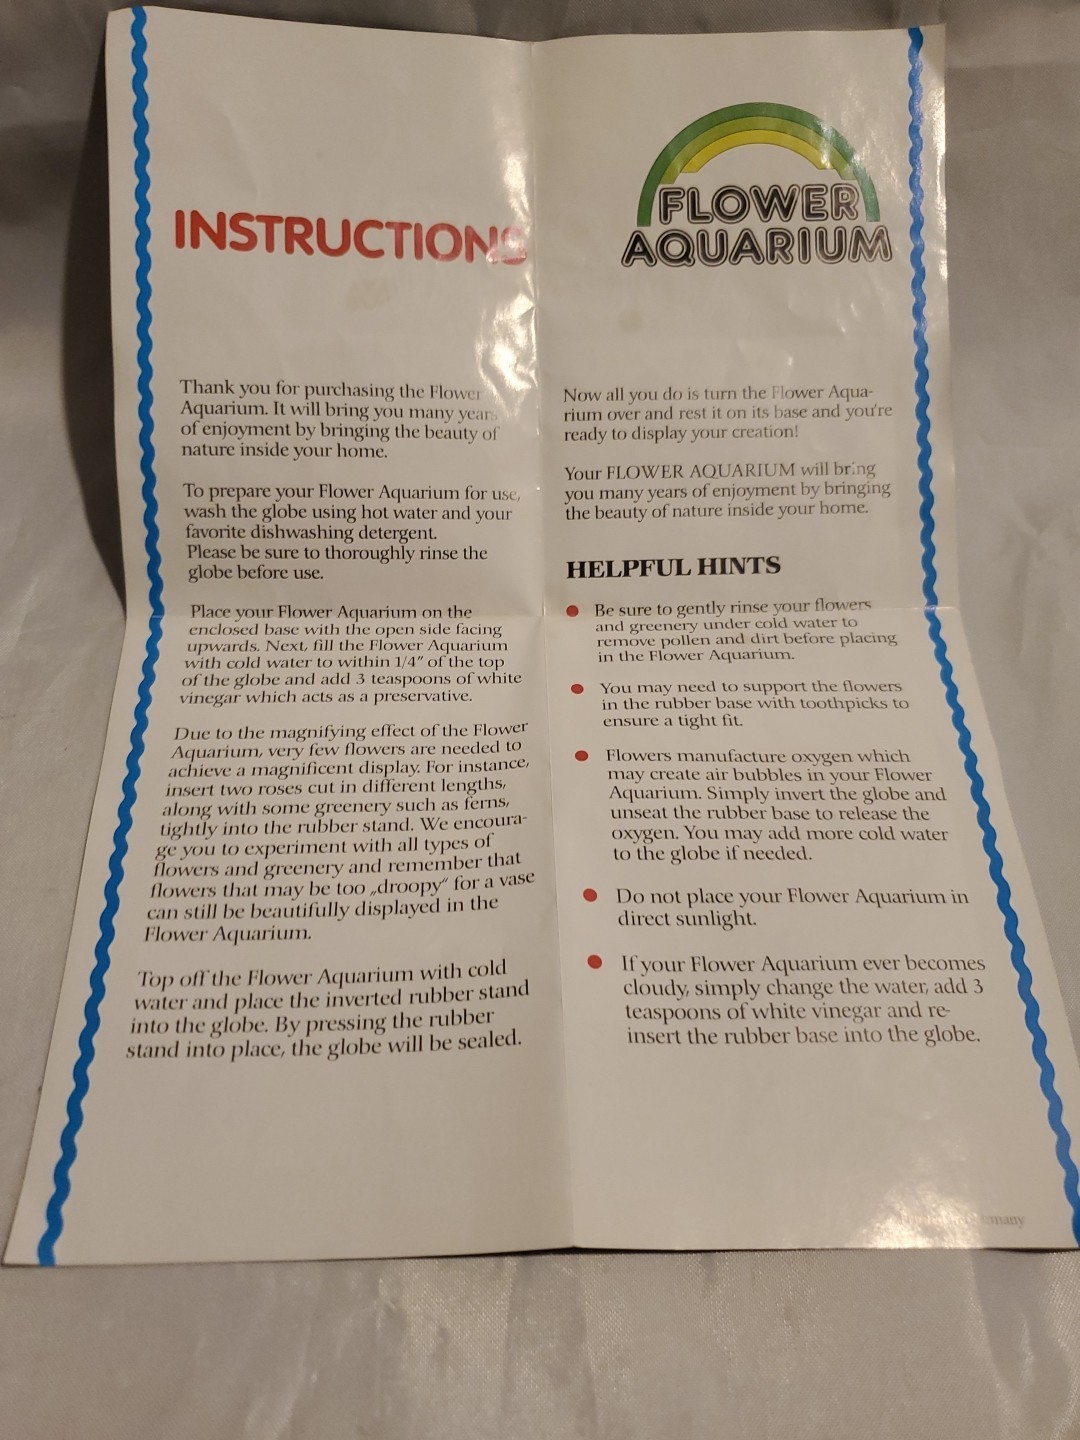 INSTRUCTIONS
Thank you for purchasing the Flower
Aquarium. It will bring you many years
of enjoyment by bringing the beauty of
nature inside your home.
To prepare your Flower Aquarium for use,
wash the globe using hot water and your
favorite dishwashing detergent.
Please be sure to thoroughly rinse the
globe before use.
Place your Flower Aquarium on the
enclosed base with the open side facing
upwards. Next, fill the Flower Aquarium
with cold water to within 1/4" of the top
of the globe and add 3 teaspoons of white
vinegar which acts as a preservative.
Due to the magnifying effect of the Flower
Aquarium, very few flowers are needed to
achieve a magnificent display. For instance,
insert two roses cut in different lengths,
along with some greenery such as ferns,
tightly into the rubber stand. We encoura-
ge you to experiment with all types of
flowers and greenery and remember that
flowers that may be too „droopy“ for a vase
can still be beautifully displayed in the
Flower Aquarium.
Top off the Flower Aquarium with cold
water and place the inverted rubber stand
into the globe. By pressing the rubber
stand into place, the globe will be sealed.
FLOWER
AQUARIUM
Now all you do is turn the Flower Aqua-
rium over and rest it on its base and you're
ready to display your creation!
Your FLOWER AQUARIUM will bring
you many years of enjoyment by bringing
the beauty of nature inside your home.
HELPFUL HINTS
● Be sure to gently rinse your flowers
and greenery under cold water to
remove pollen and dirt before placing
in the Flower Aquarium.
● You may need to support the flowers
in the rubber base with toothpicks to
ensure a tight fit.
● Flowers manufacture oxygen which
may create air bubbles in your Flower
Aquarium. Simply invert the globe and
unseat the rubber base to release the
oxygen. You may add more cold water
to the globe if needed.
● Do not place your Flower Aquarium in
direct sunlight.
● If your Flower Aquarium ever becomes
cloudy, simply change the water, add 3
teaspoons of white vinegar and re-
insert the rubber base into the globe.
Germany